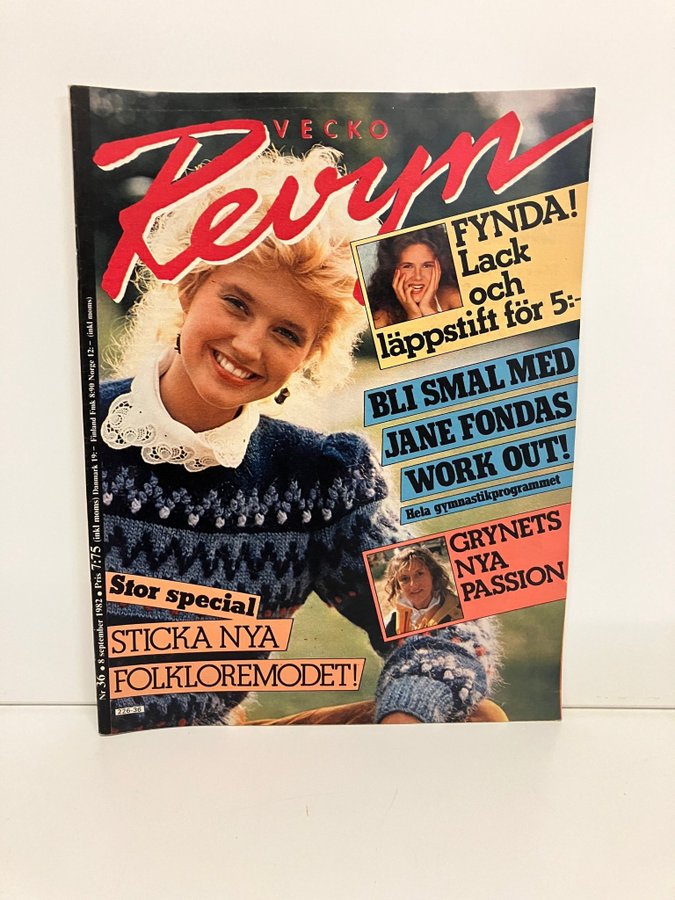 VECKO
Revyn
FYNDA!
Lack
och
läppstift för 5:-
BLI SMAL MED
JANE FONDAS
WORK OUT!
Hela gymnastikprogrammet
GRYNETS
NYA
PASSION
Stor special
STICKA NYA
FOLKLOREMODET!
226-36
Nr 36 • 8 september 1982 • Pris 7:75 (inkl moms) Danmark 19:- Finland Fmk 8:90 Norge 12:- (inkl moms)